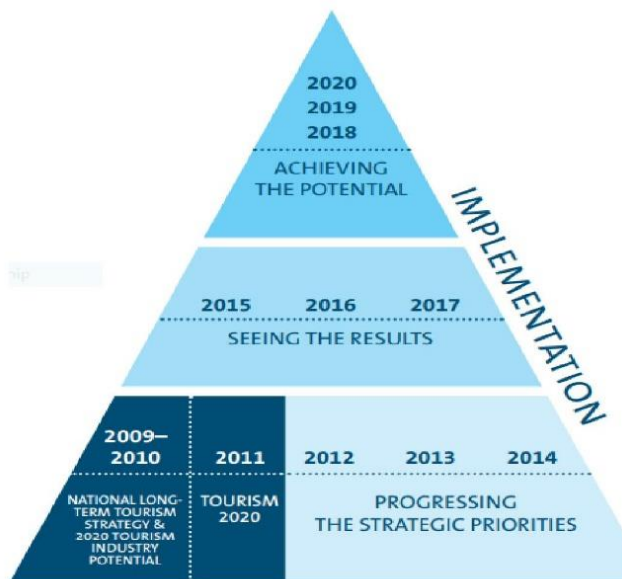 2020
2019
2018
ACHIEVING
THE POTENTIAL
IMPLEMENTATION
2015 2016 2017
SEEING THE RESULTS
2009–
2010
NATIONAL LONG-
TERM TOURISM
STRATEGY &
2020 TOURISM
INDUSTRY
POTENTIAL
2011
TOURISM
2020
2012 2013 2014
PROGRESSING
THE STRATEGIC PRIORITIES